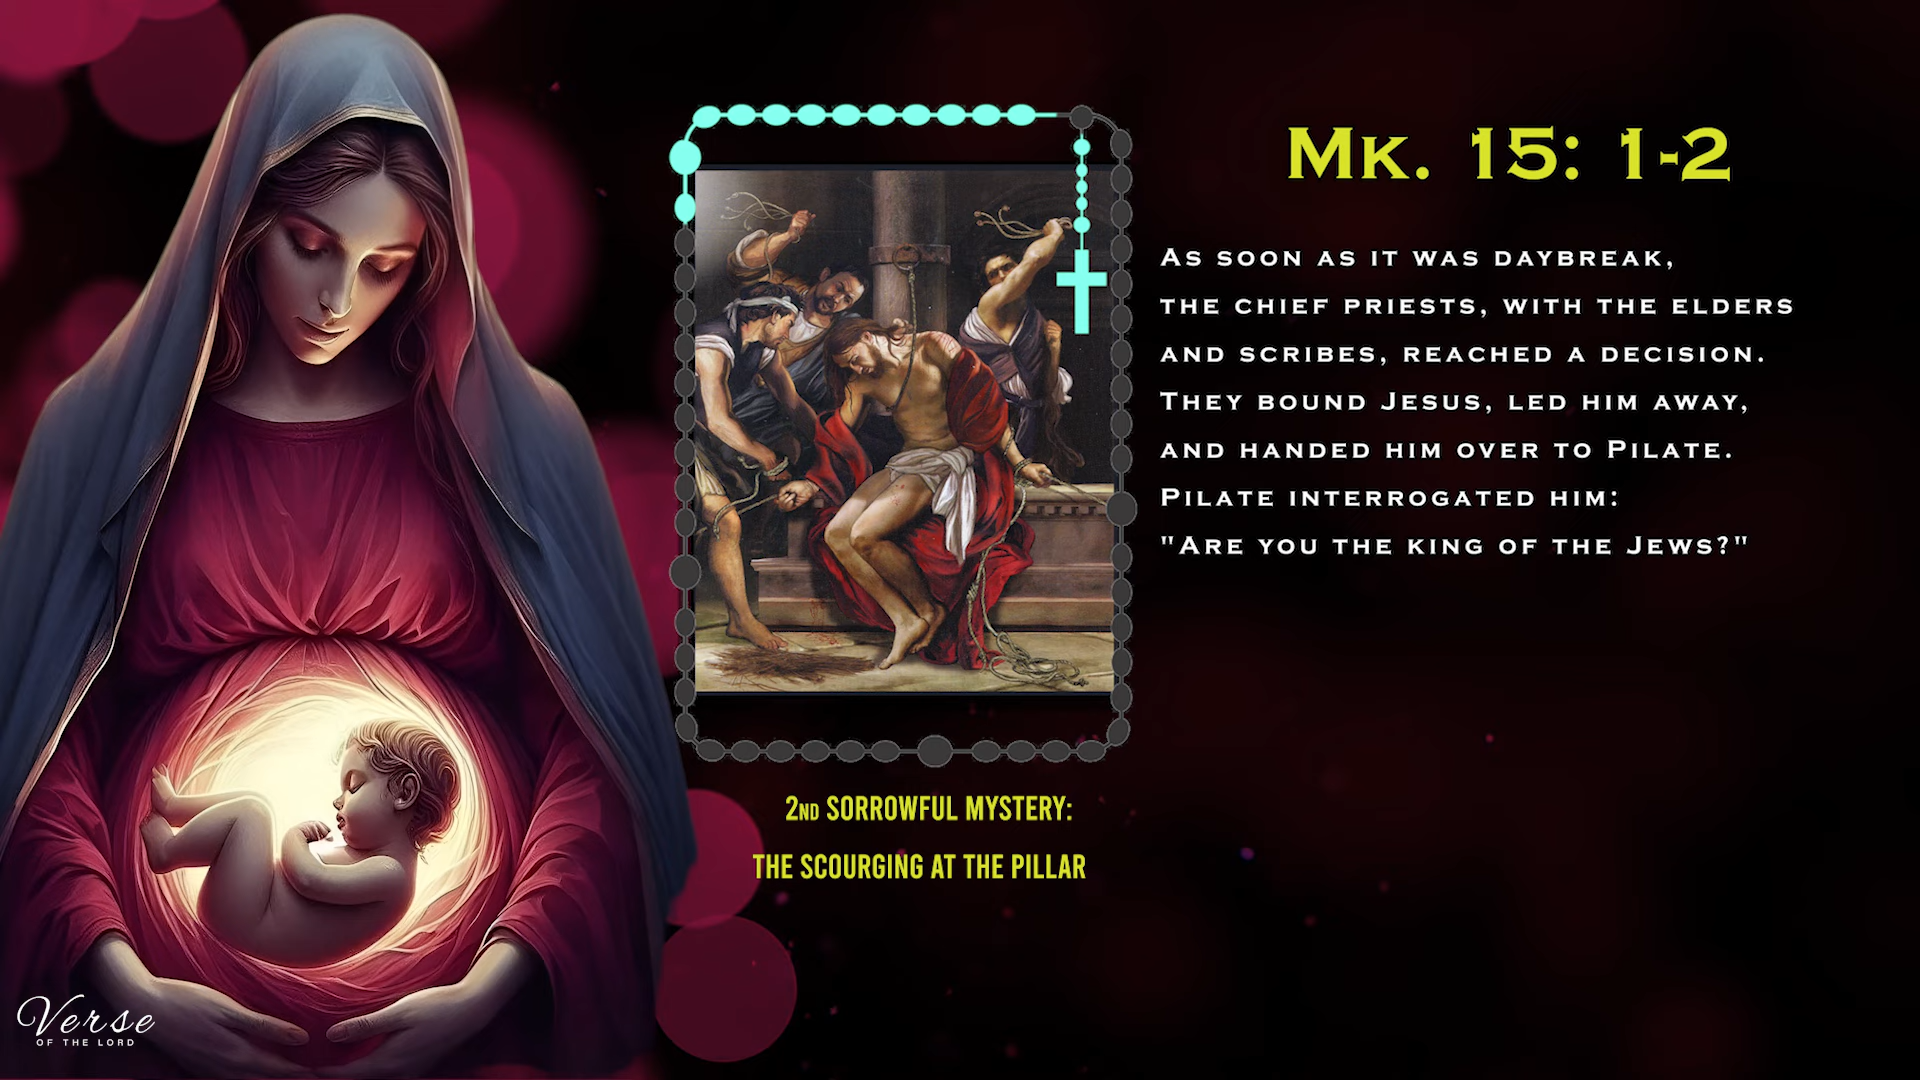 Mk. 15: 1-2
As soon as it was daybreak,
the chief priests, with the elders
and scribes, reached a decision.
They bound Jesus, led him away,
and handed him over to Pilate.
Pilate interrogated him:
"Are you the king of the Jews?"
2ND SORROWFUL MYSTERY:
THE SCOURGING AT THE PILLAR
Verse
OF THE LORD